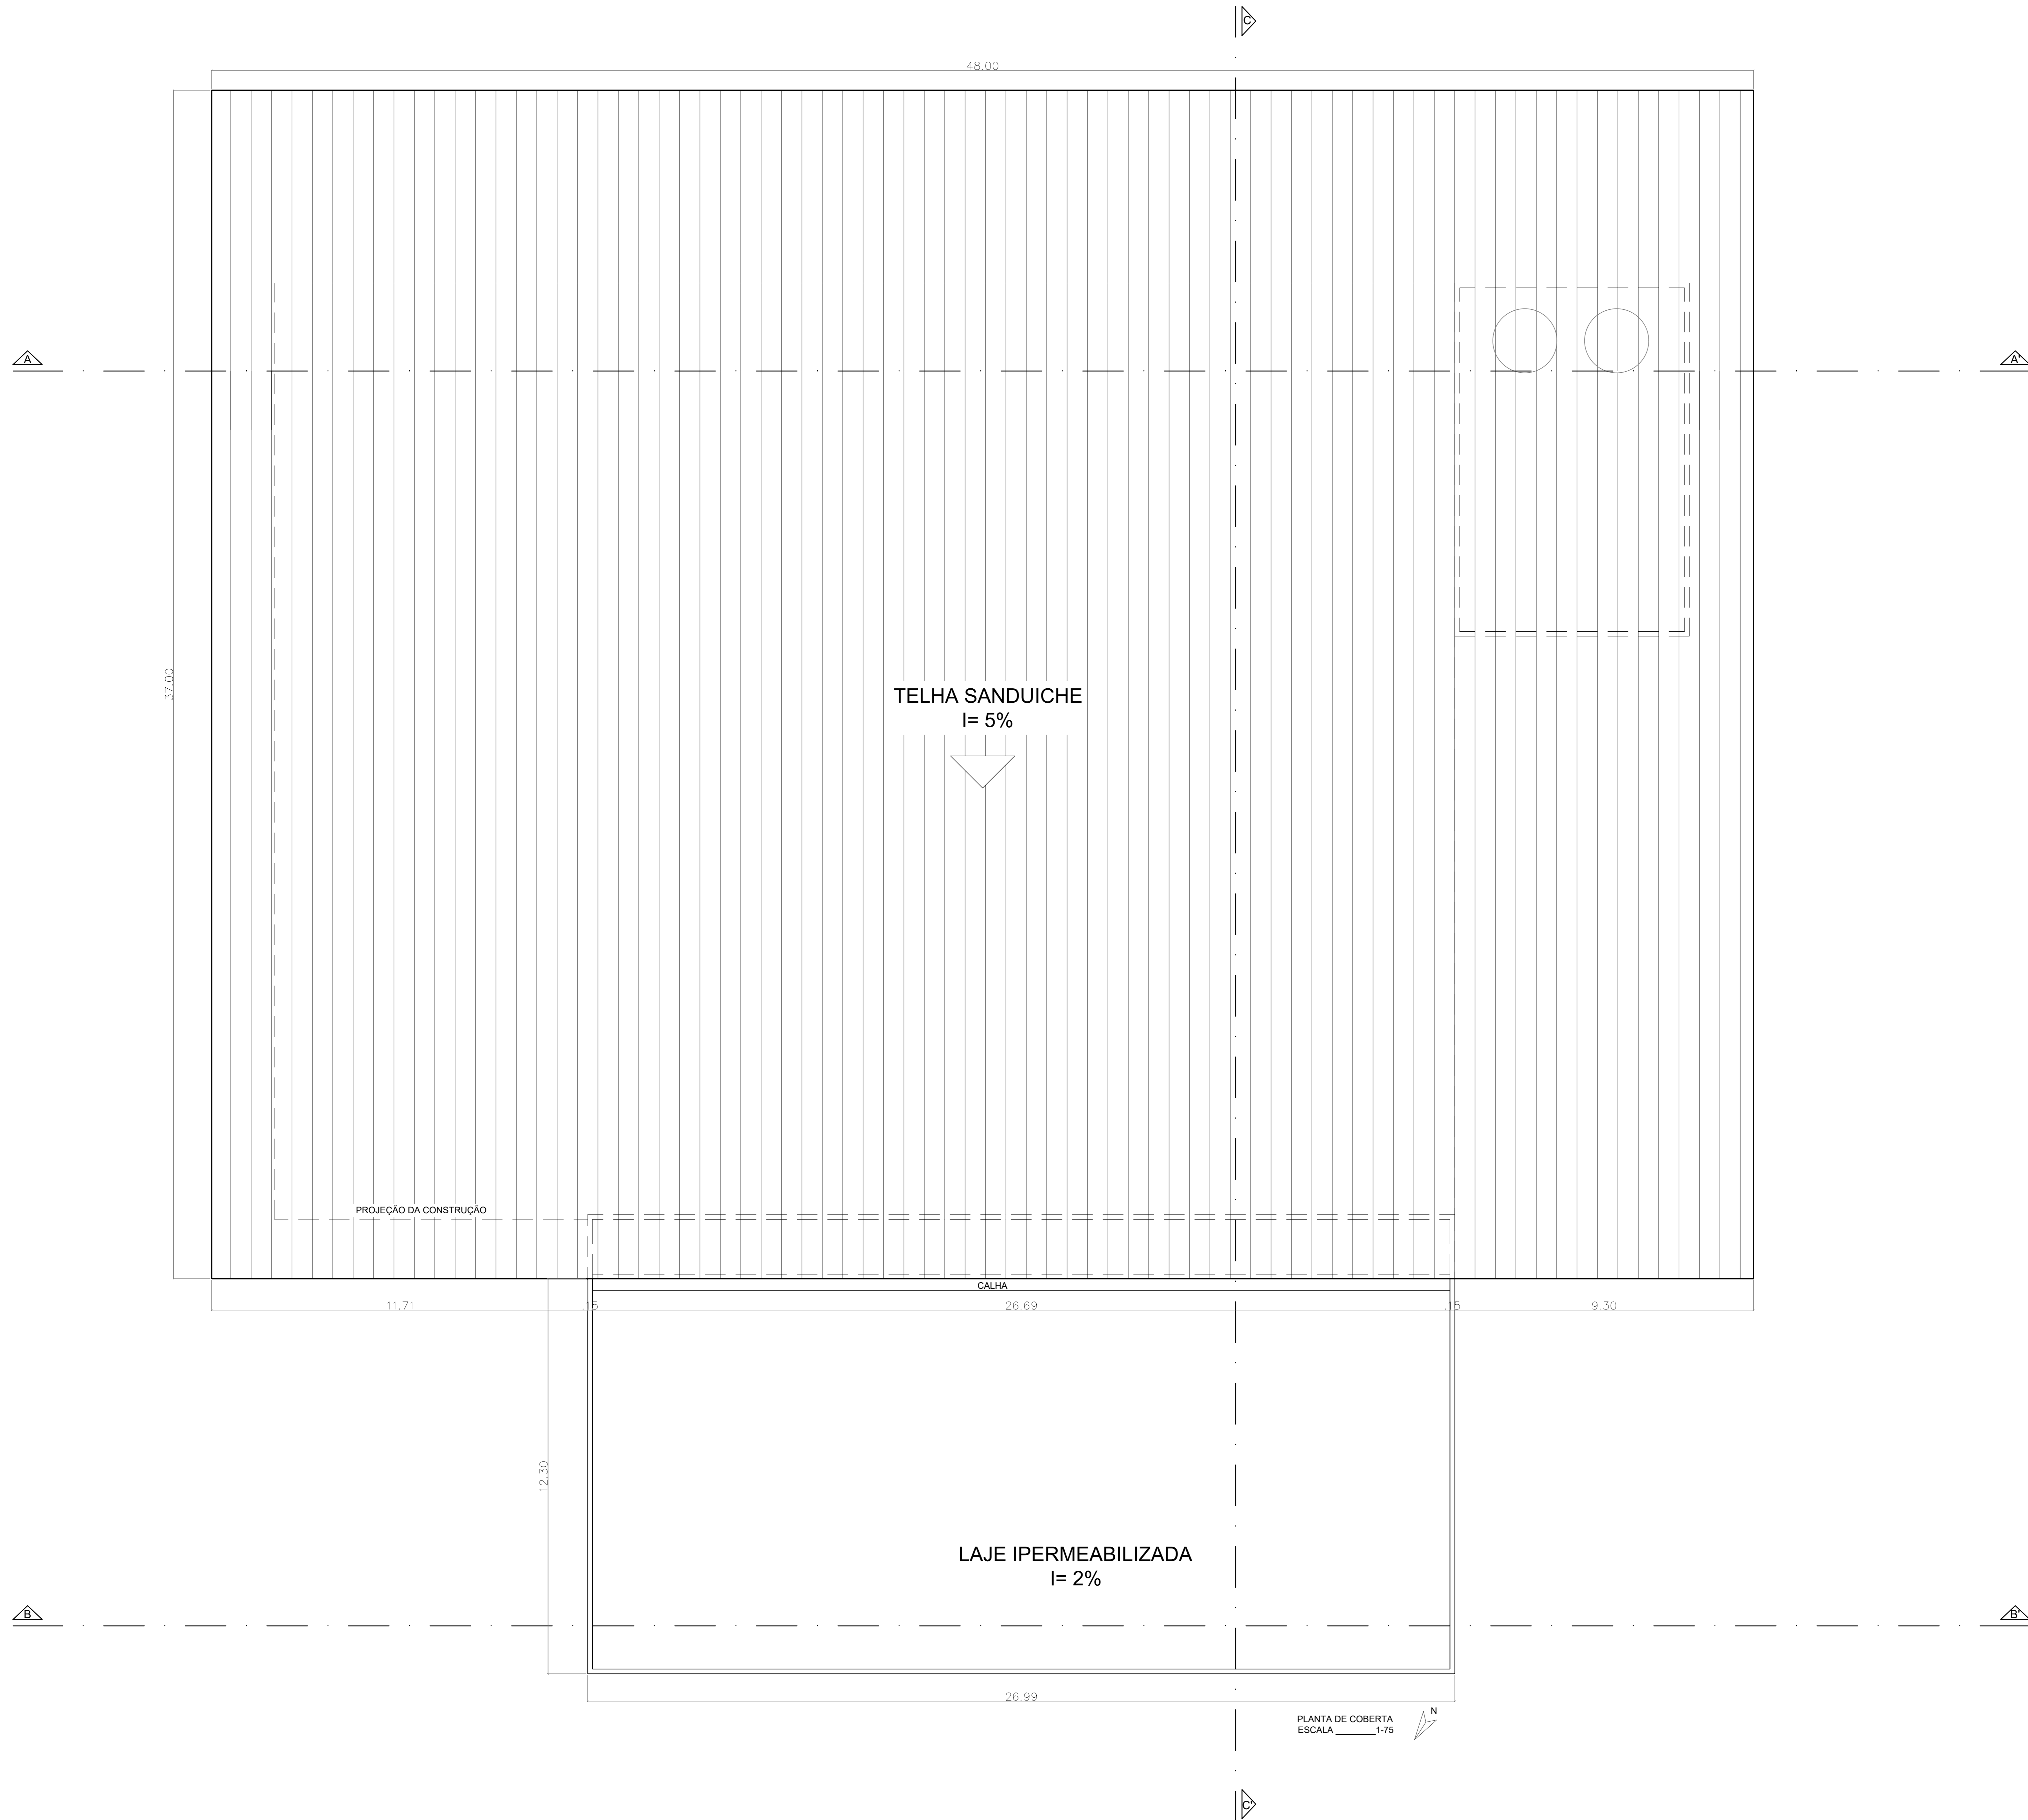 C
48.00
A
A'
37.00
TELHA SANDUICHE
I= 5%
PROJEÇÃO DA CONSTRUÇÃO
CALHA
11.71
.15
26.69
.15
9.30
12.30
LAJE IPERMEABILIZADA
I= 2%
B
B'
26.99
N
PLANTA DE COBERTA
ESCALA ________1-75
C'